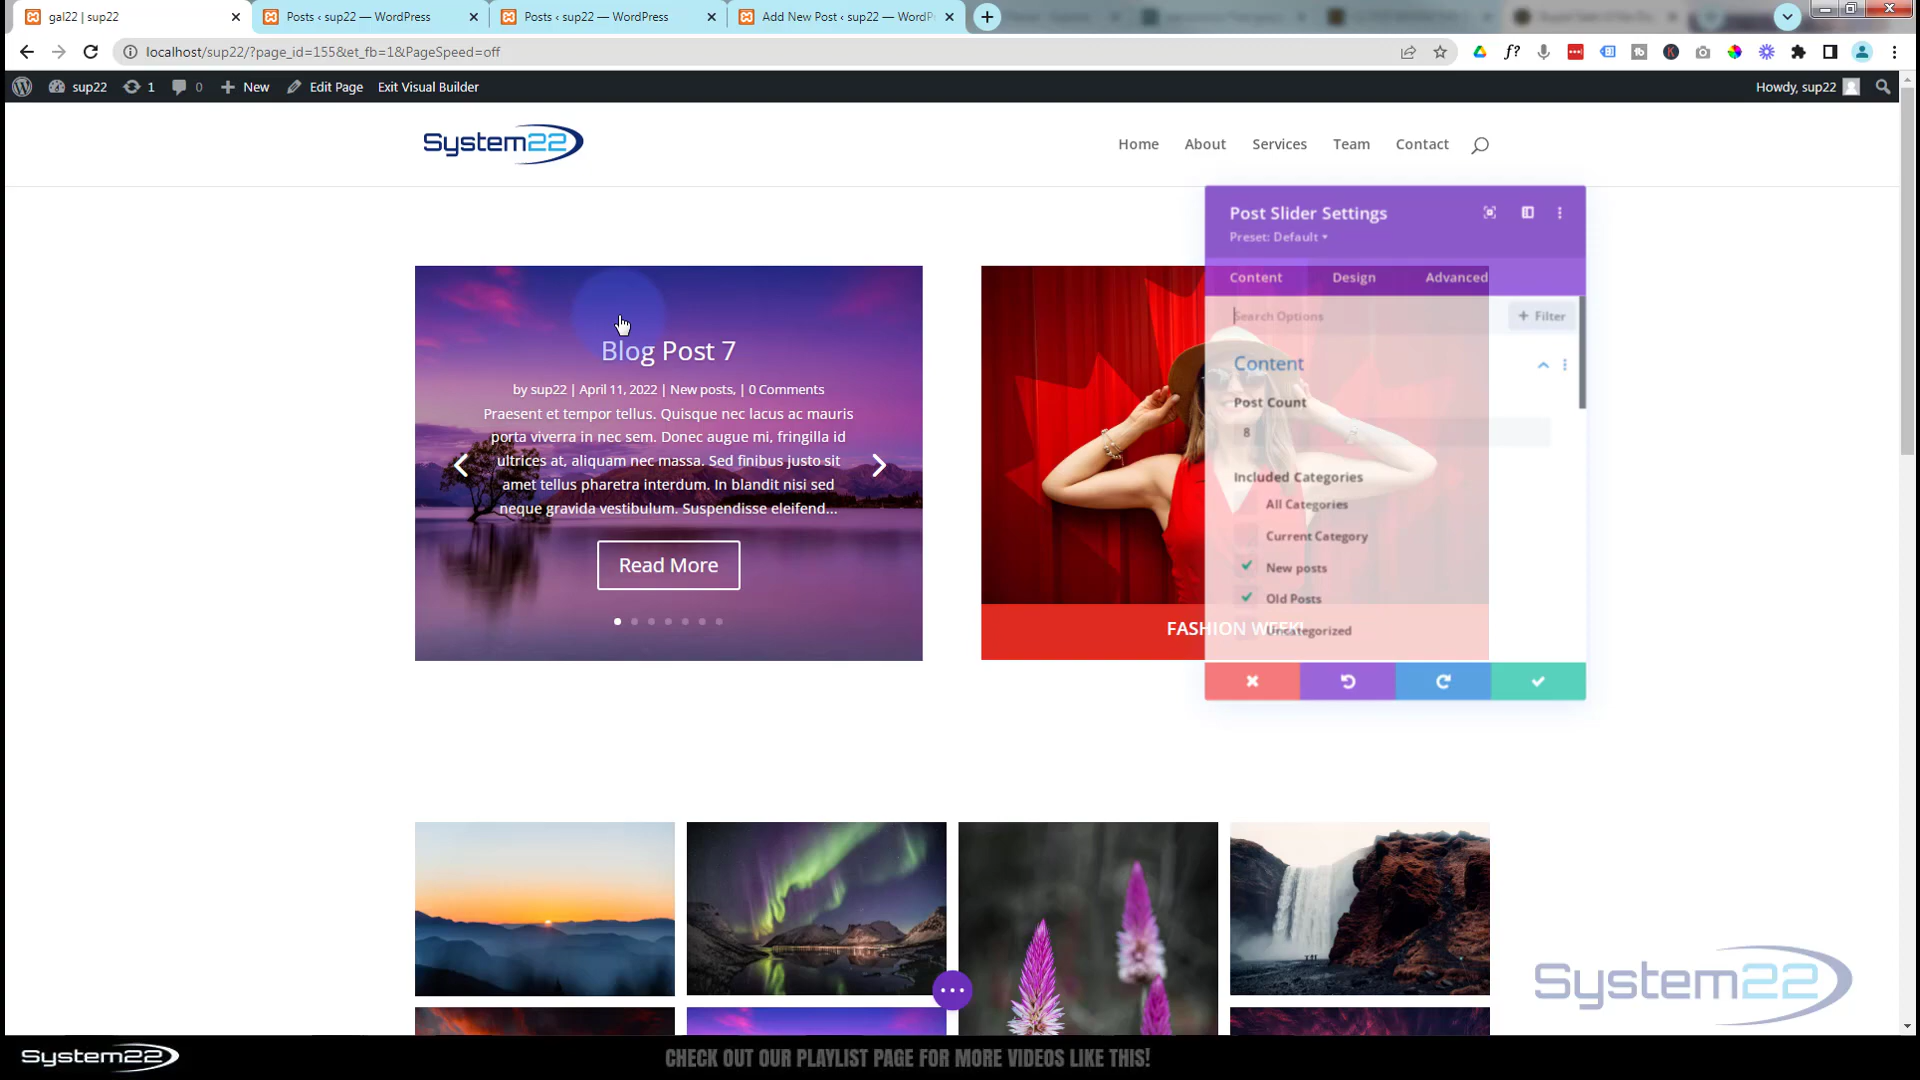 gal22 | sup22
Posts ‹ sup22 — WordPress
Posts ‹ sup22 — WordPress
Add New Post ‹ sup22 — WordP
localhost/sup22/?page_id=155&et_fb=1&PageSpeed=off
sup22
1
0
New
Edit Page
Exit Visual Builder
Howdy, sup22
System22
Home
About
Services
Team
Contact
Post Slider Settings
Preset: Default
Content
Design
Advanced
Search Options
+ Filter
Content
Post Count
8
Included Categories
All Categories
Current Category
New posts
Old Posts
Uncategorized
Blog Post 7
by sup22 | April 11, 2022 | New posts, | 0 Comments
Praesent et tempor tellus. Quisque nec lacus ac mauris
porta viverra in nec sem. Donec augue mi, fringilla id
ultrices at, aliquam nec massa. Sed finibus justo sit
amet tellus pharetra interdum. In blandit nisi sed
neque gravida vestibulum. Suspendisse eleifend...
Read More
FASHION WEEK!
System22
System22
CHECK OUT OUR PLAYLIST PAGE FOR MORE VIDEOS LIKE THIS!